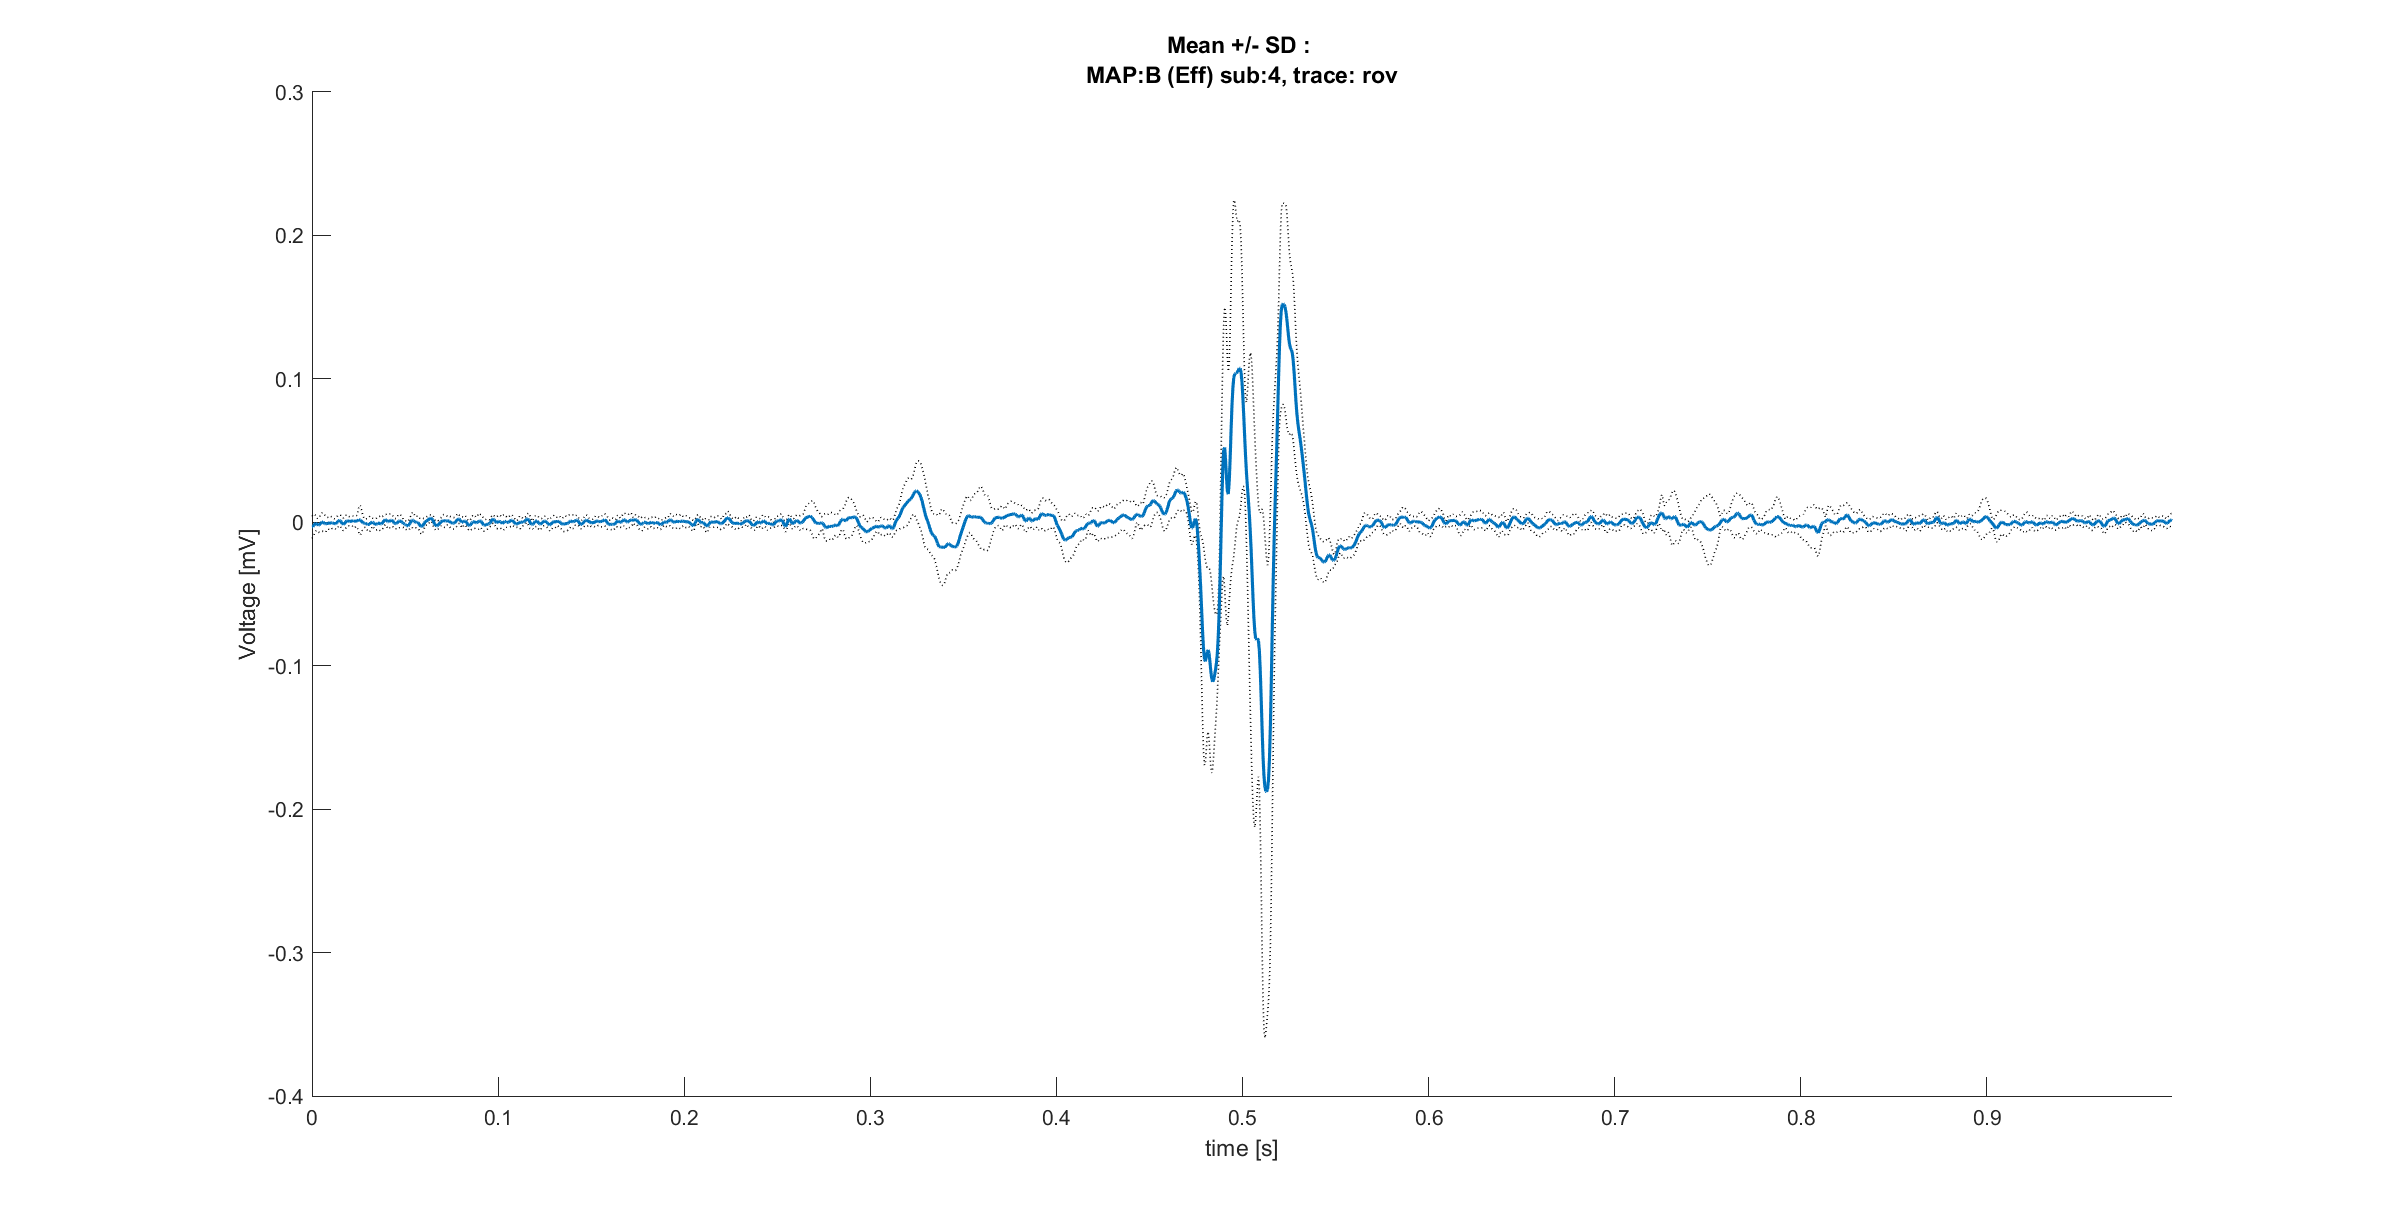 Mean +/- SD :
MAP:B (Eff) sub:4, trace: rov
0.3
0.2
0.1
0
-0.1
-0.2
-0.3
-0.4
Voltage [mV]
0 0.1 0.2 0.3 0.4 0.5 0.6 0.7 0.8 0.9
time [s]